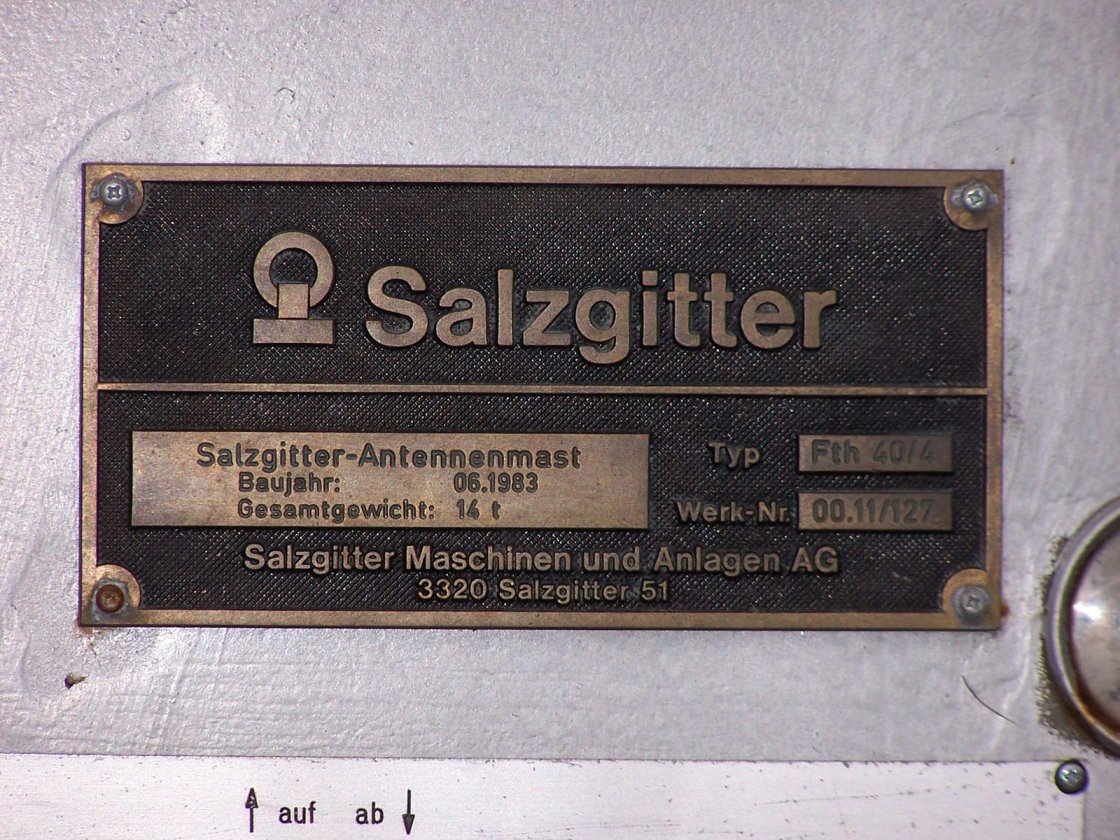 Salzgitter
Salzgitter-Antennenmast
Baujahr: 06.1983
Gesamtgewicht: 14 t
Typ Fth 40/4
Werk-Nr. 00.11/127
Salzgitter Maschinen und Anlagen AG
3320 Salzgitter 51
↑ auf ab ↓